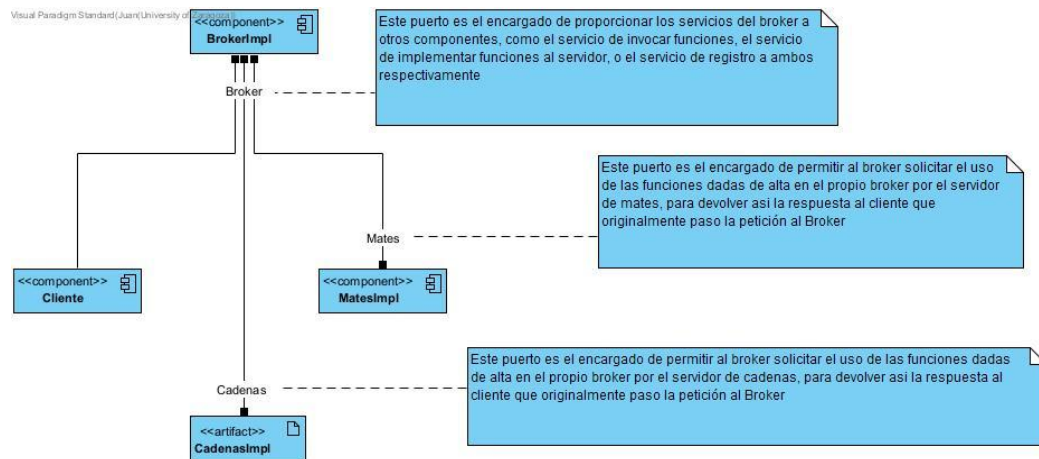 Visual Paradigm Standard(Juan(University of Zaragoza))
<<component>>
BrokerImpl
Este puerto es el encargado de proporcionar los servicios del broker a
otros componentes, como el servicio de invocar funciones, el servicio
de implementar funciones al servidor, o el servicio de registro a ambos
respectivamente
Broker
Este puerto es el encargado de permitir al broker solicitar el uso
de las funciones dadas de alta en el propio broker por el servidor
de mates, para devolver asi la respuesta al cliente que
originalmente paso la petición al Broker
Mates
<<component>>
Cliente
<<component>>
MatesImpl
Este puerto es el encargado de permitir al broker solicitar el uso de las funciones dadas
de alta en el propio broker por el servidor de cadenas, para devolver asi la respuesta al
cliente que originalmente paso la petición al Broker
Cadenas
<<artifact>>
CadenasImpl